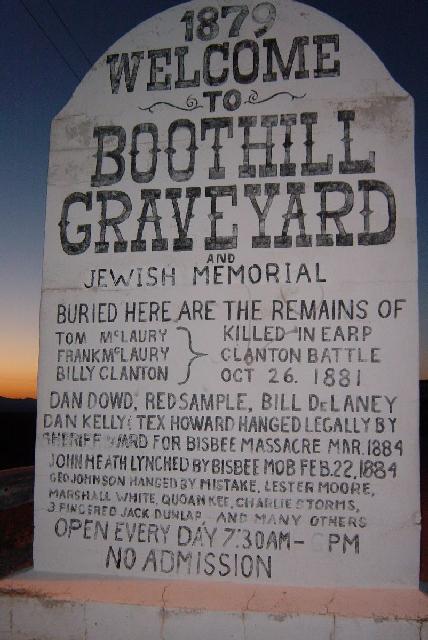 1879
WELCOME
TO
BOOTHILL
GRAVEYARD
AND
JEWISH MEMORIAL
BURIED HERE ARE THE REMAINS OF
TOM McLAURY } KILLED IN EARP
FRANK McLAURY CLANTON BATTLE
BILLY CLANTON OCT 26. 1881
DAN DOWD, RED SAMPLE, BILL DeLANEY
DAN KELLY & TEX HOWARD HANGED LEGALLY BY
SHERIFF WARD FOR BISBEE MASSACRE MAR. 1884
JOHN HEATH LYNCHED BY BISBEE MOB FEB. 22, 1884
GEO JOHNSON HANGED BY MISTAKE, LESTER MOORE,
MARSHALL WHITE, QUOAN KEE, CHARLIE STORMS,
3 FINGERED JACK DUNLAP AND MANY OTHERS
OPEN EVERY DAY 7:30AM- PM
NO ADMISSION